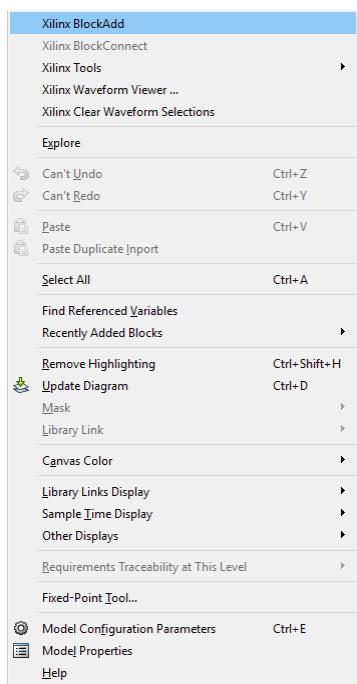 Xilinx BlockAdd
Xilinx BlockConnect
Xilinx Tools
Xilinx Waveform Viewer ...
Xilinx Clear Waveform Selections
Explore
Can't Undo Ctrl+Z
Can't Redo Ctrl+Y
Paste Ctrl+V
Paste Duplicate Inport
Select All Ctrl+A
Find Referenced Variables
Recently Added Blocks
Remove Highlighting Ctrl+Shift+H
Update Diagram Ctrl+D
Mask
Library Link
Canvas Color
Library Links Display
Sample Time Display
Other Displays
Requirements Traceability at This Level
Fixed-Point Tool...
Model Configuration Parameters Ctrl+E
Model Properties
Help